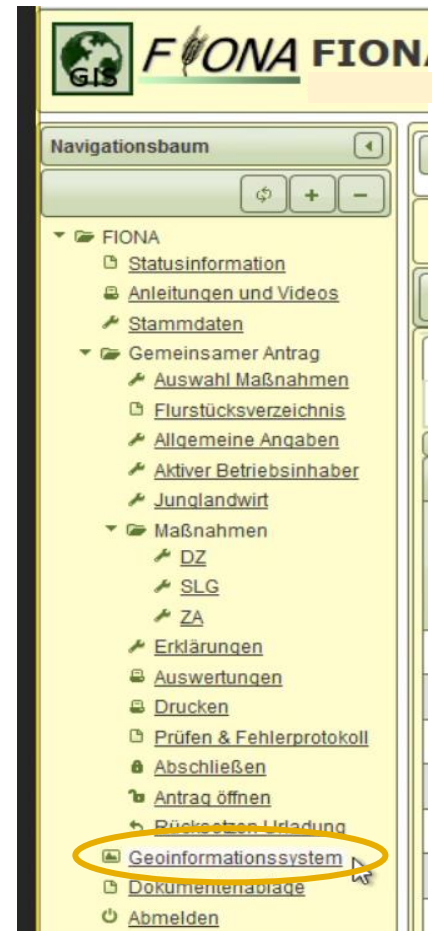 GIS FIONA FIONA
Navigationsbaum
FIONA
Statusinformation
Anleitungen und Videos
Stammdaten
Gemeinsamer Antrag
Auswahl Maßnahmen
Flurstücksverzeichnis
Allgemeine Angaben
Aktiver Betriebsinhaber
Junglandwirt
Maßnahmen
DZ
SLG
ZA
Erklärungen
Auswertungen
Drucken
Prüfen & Fehlerprotokoll
Abschließen
Antrag öffnen
Rücksetzen Urladung
Geoinformationssystem
Dokumentenablage
Abmelden